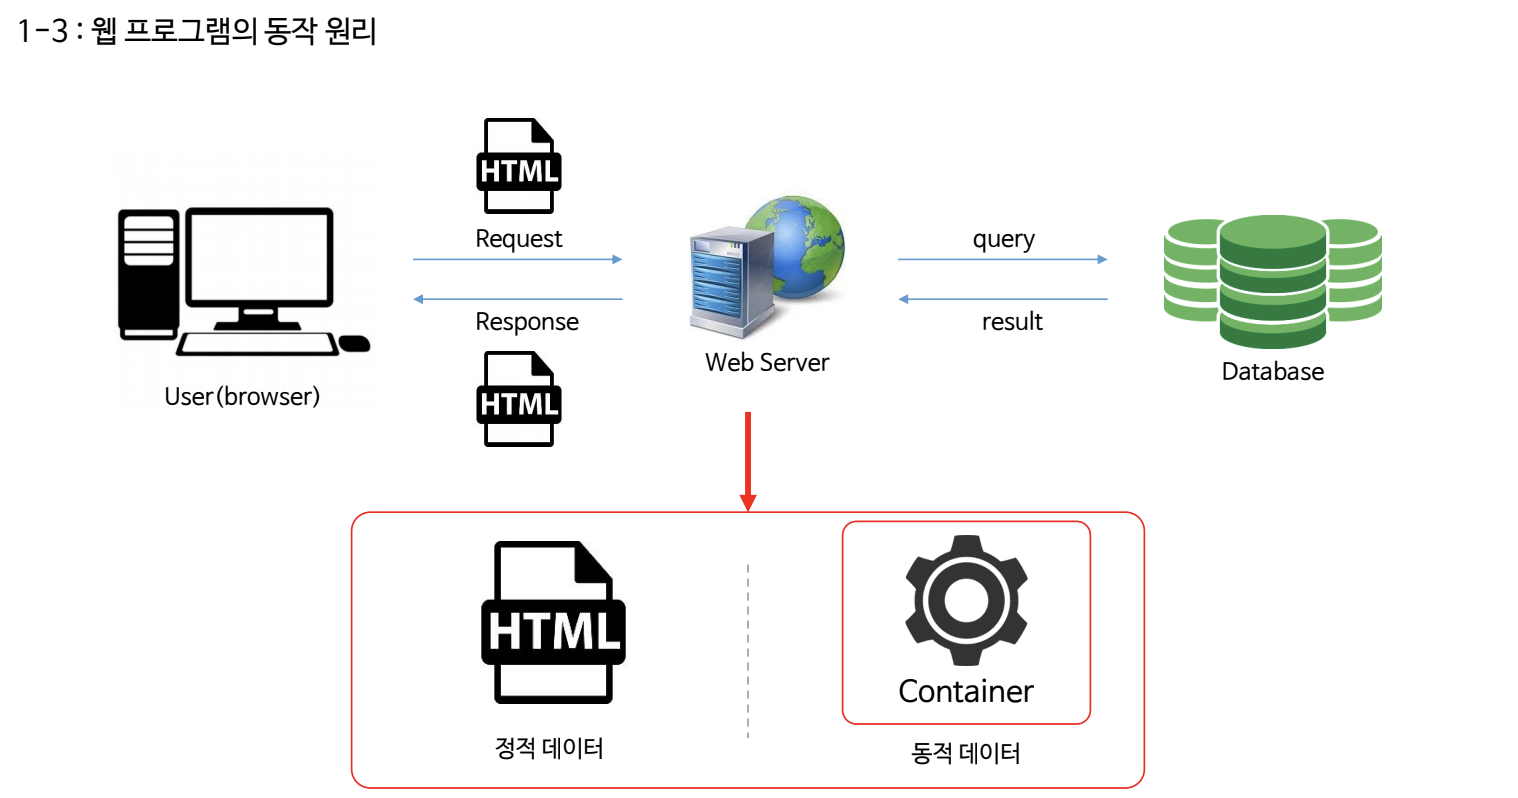 1-3 : 웹 프로그램의 동작 원리
HTML
Request
Response
HTML
User(browser)
Web Server
query
result
Database
HTML
정적 데이터
Container
동적 데이터